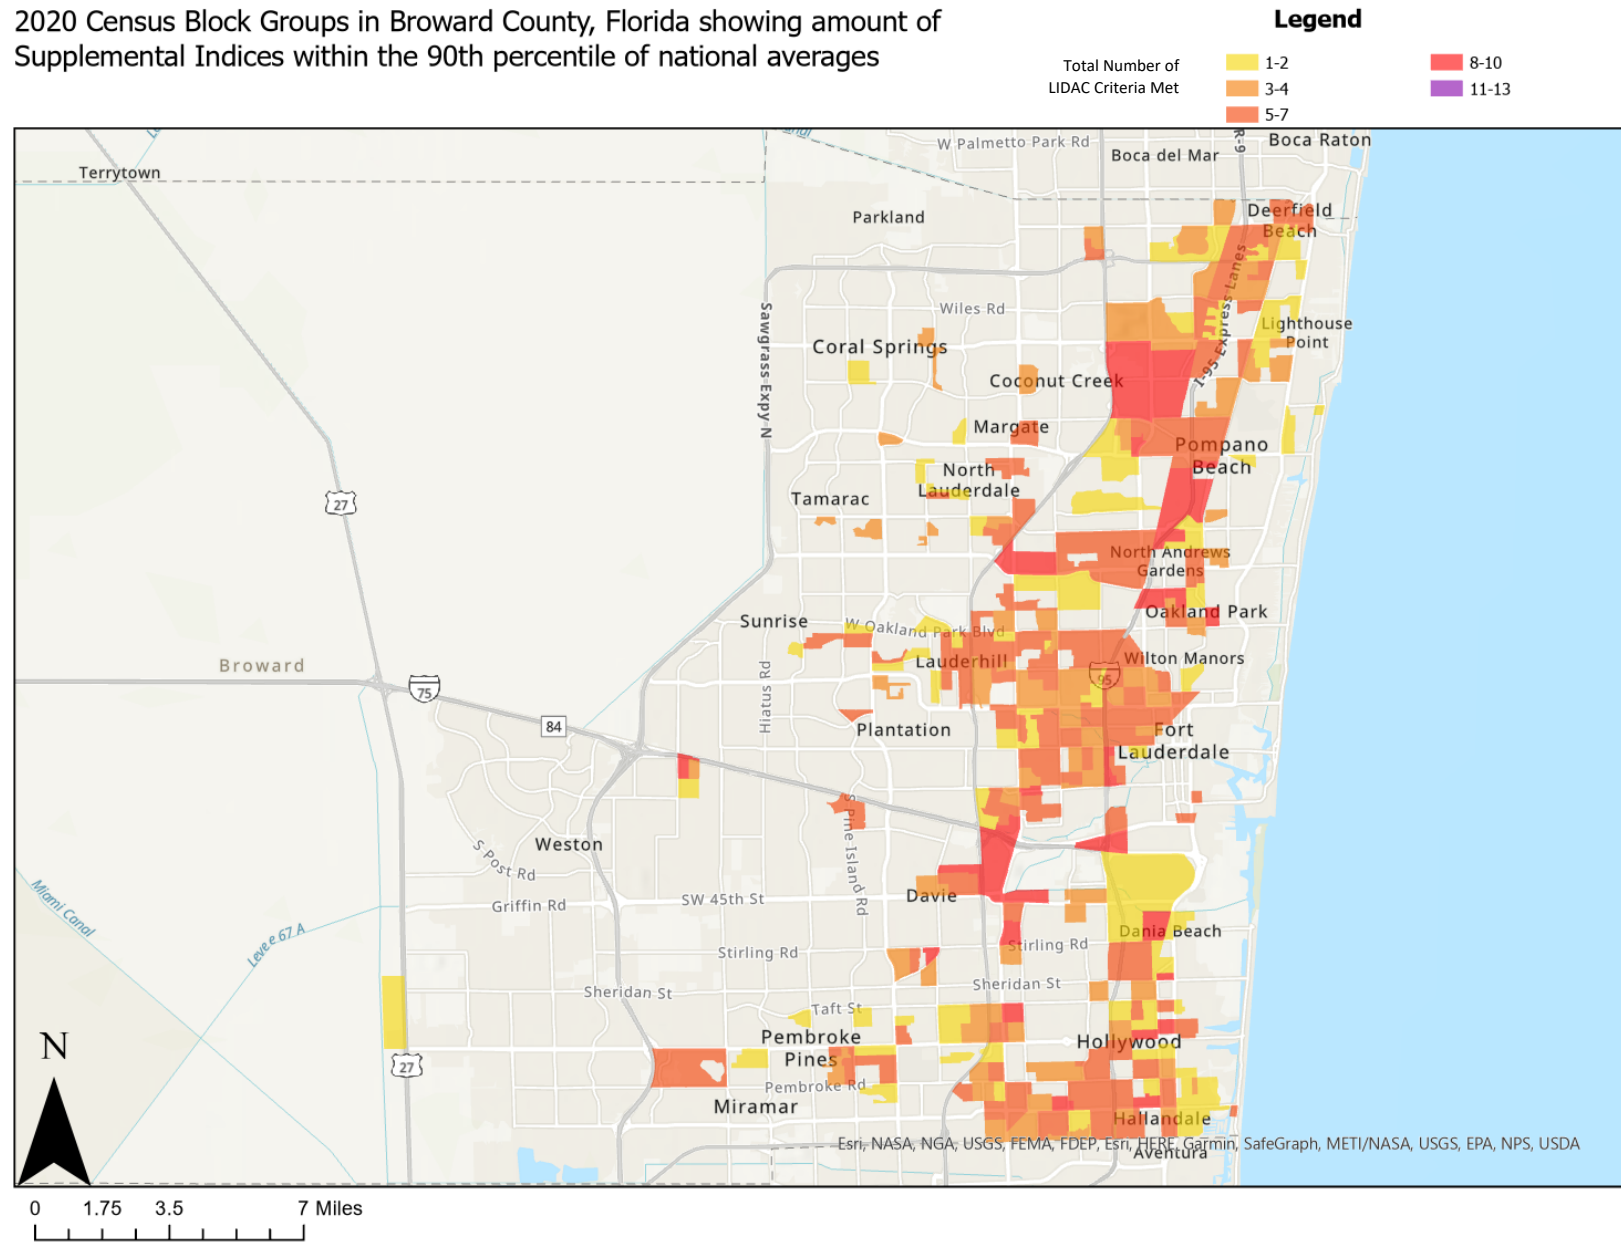 2020 Census Block Groups in Broward County, Florida showing amount of
Supplemental Indices within the 90th percentile of national averages
Legend
Total Number of
LIDAC Criteria Met
1-2
3-4
5-7
8-10
11-13
W Palmetto Park Rd
Boca Raton
Boca del Mar
Terrytown
Parkland
Deerfield
Beach
I-95 Express Lanes
Sawgrass Expy N
Wiles Rd
Lighthouse
Point
Coral Springs
Coconut Creek
Margate
Pompano
Beach
North
Lauderdale
Tamarac
27
North Andrews
Gardens
Oakland Park
Sunrise
W Oakland Park Blvd
Broward
Lauderhill
Wilton Manors
Hiatus Rd
75
95
84
Plantation
Fort
Lauderdale
S Pine Island Rd
Weston
S Post Rd
Miami Canal
Levee 67 A
Griffin Rd
SW 45th St
Davie
Dania Beach
Stirling Rd
Stirling Rd
Sheridan St
Sheridan St
Taft St
N
Pembroke
Pines
Hollywood
27
Pembroke Rd
Miramar
Hallandale
Esri, NASA, NGA, USGS, FEMA, FDEP, Esri, HERE, Garmin, SafeGraph, METI/NASA, USGS, EPA, NPS, USDA
Aventura
0 1.75 3.5 7 Miles